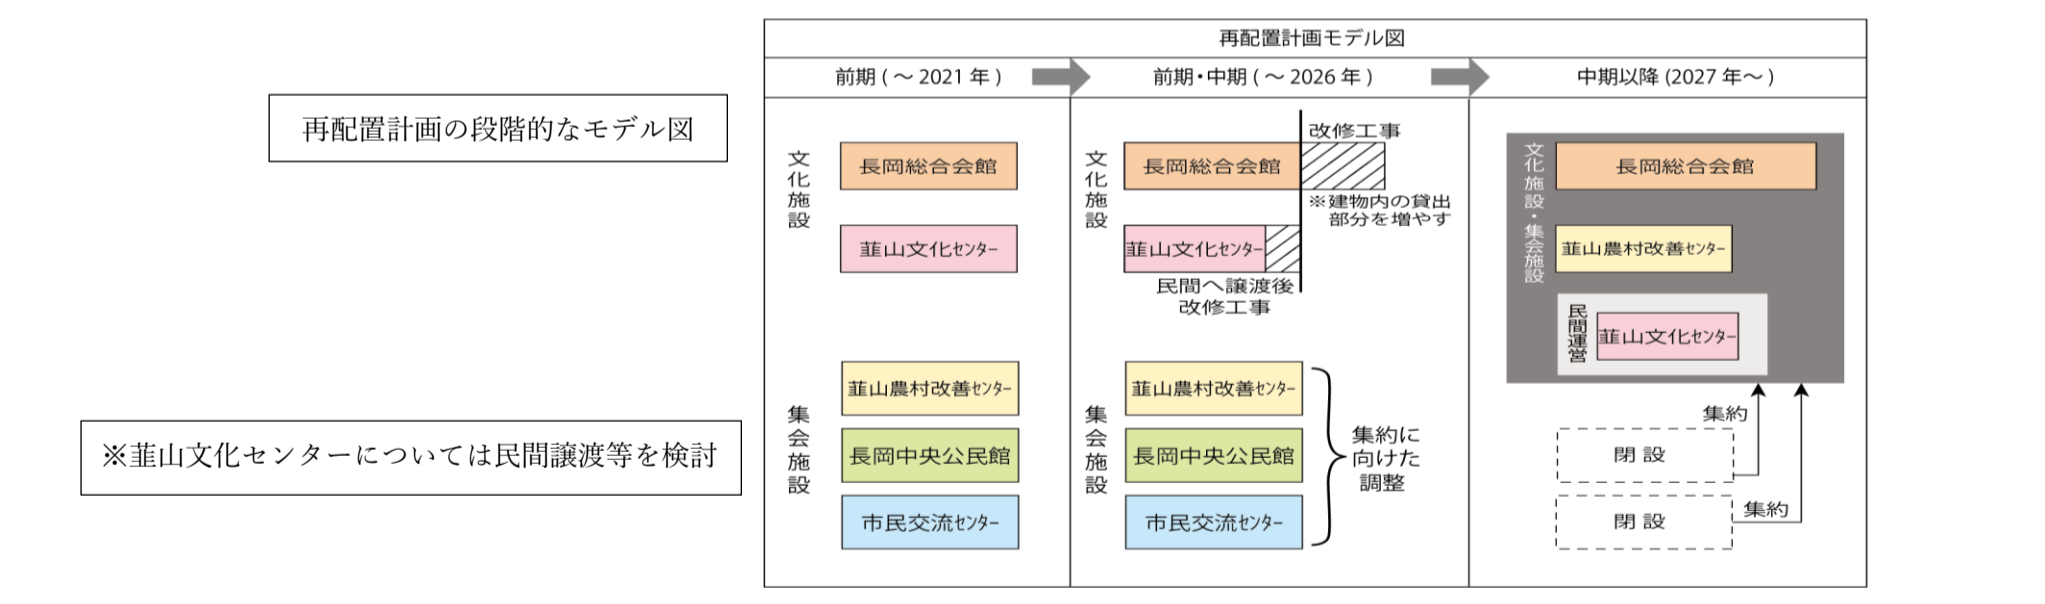 再配置計画の段階的なモデル図
※韮山文化センターについては民間譲渡等を検討
再配置計画モデル図
前期 ( ～ 2021 年 )
前期・中期 ( ～ 2026 年 )
中期以降 (2027 年～ )
文化施設
長岡総合会館
韮山文化センター
集会施設
韮山農村改善センター
長岡中央公民館
市民交流センター
文化施設
長岡総合会館
改修工事
※建物内の貸出
部分を増やす
韮山文化センター
民間へ譲渡後
改修工事
集会施設
韮山農村改善センター
長岡中央公民館
市民交流センター
集約に
向けた
調整
文化施設・集会施設
長岡総合会館
韮山農村改善センター
民間運営
韮山文化センター
集約
閉 設
集約
閉 設